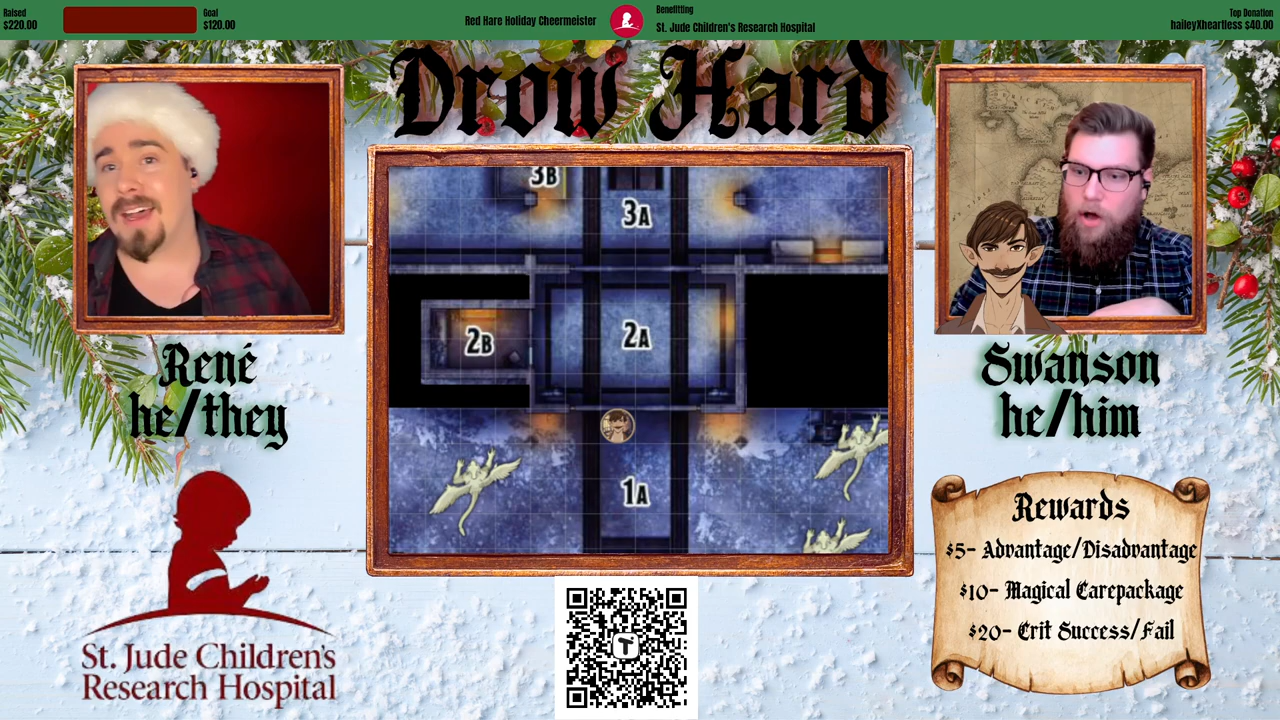 Raised
$220.00
Goal
$120.00
Red Hare Holiday Cheermeister
Benefitting
St. Jude Children's Research Hospital
Top Donation
haileyXheartless $40.00
Drow Hard
3B
3A
2B
2A
1A
René
he/they
Swanson
he/him
St. Jude Children's
Research Hospital
T
Rewards
$5- Advantage/Disadvantage
$10- Magical Carepackage
$20- Crit Success/Fail